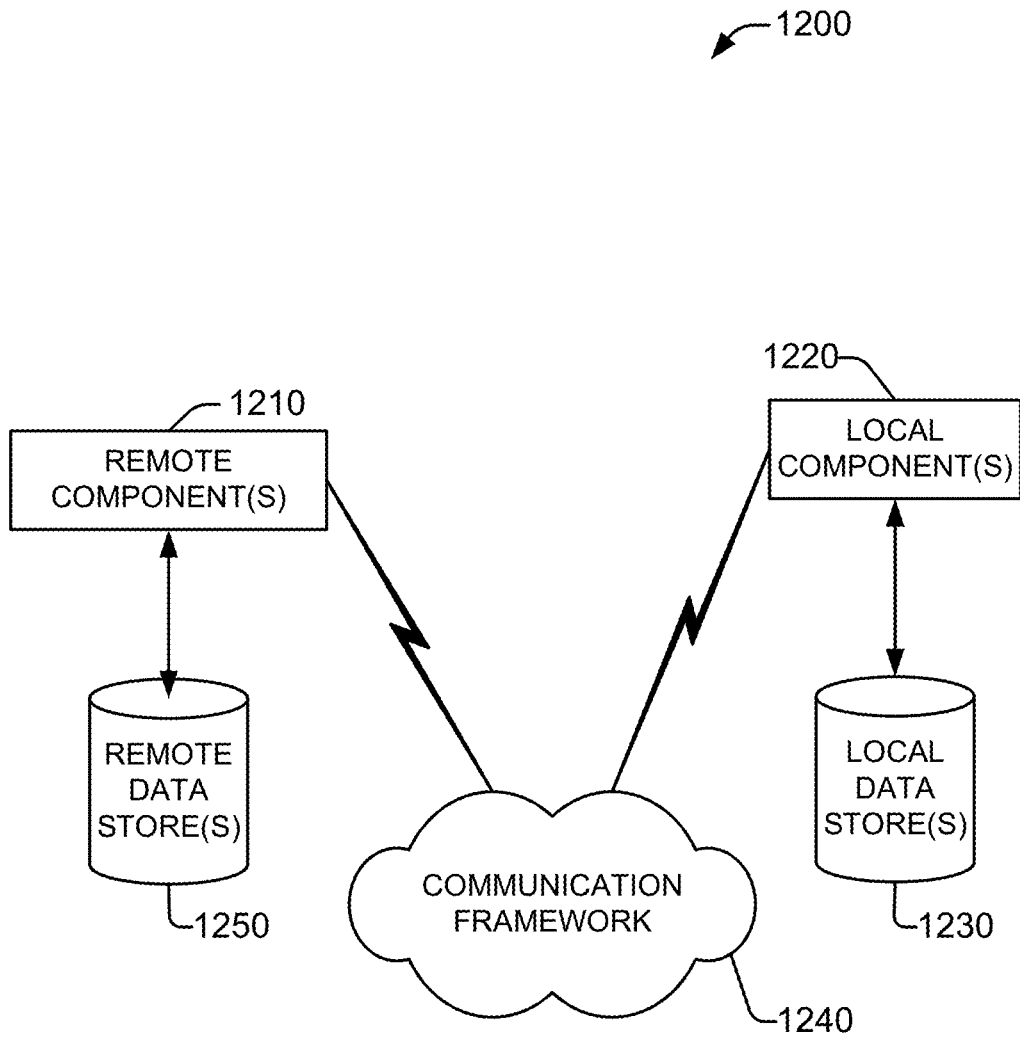 1200
1220
1210
LOCAL
COMPONENT(S)
REMOTE
COMPONENT(S)
REMOTE
DATA
STORE(S)
LOCAL
DATA
STORE(S)
COMMUNICATION
FRAMEWORK
1250
1230
1240